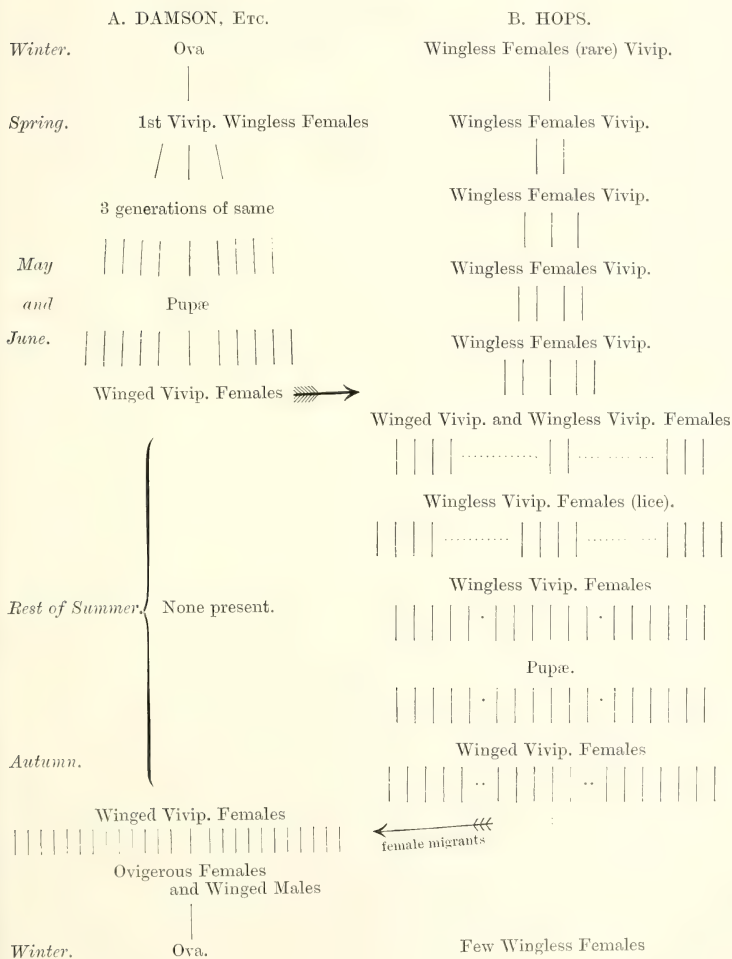 A. DAMSON, Etc.
B. HOPS.
Winter.
Ova
Wingless Females (rare) Vivip.
Spring.
1st Vivip. Wingless Females
Wingless Females Vivip.
3 generations of same
Wingless Females Vivip.
May
and
June.
Pupæ
Wingless Females Vivip.
Wingless Females Vivip.
Winged Vivip. Females
Winged Vivip. and Wingless Vivip. Females
Wingless Vivip. Females (lice).
Rest of Summer.
None present.
Wingless Vivip. Females
Pupæ.
Autumn.
Winged Vivip. Females
Winged Vivip. Females
female migrants
Ovigerous Females
and Winged Males
Winter.
Ova.
Few Wingless Females